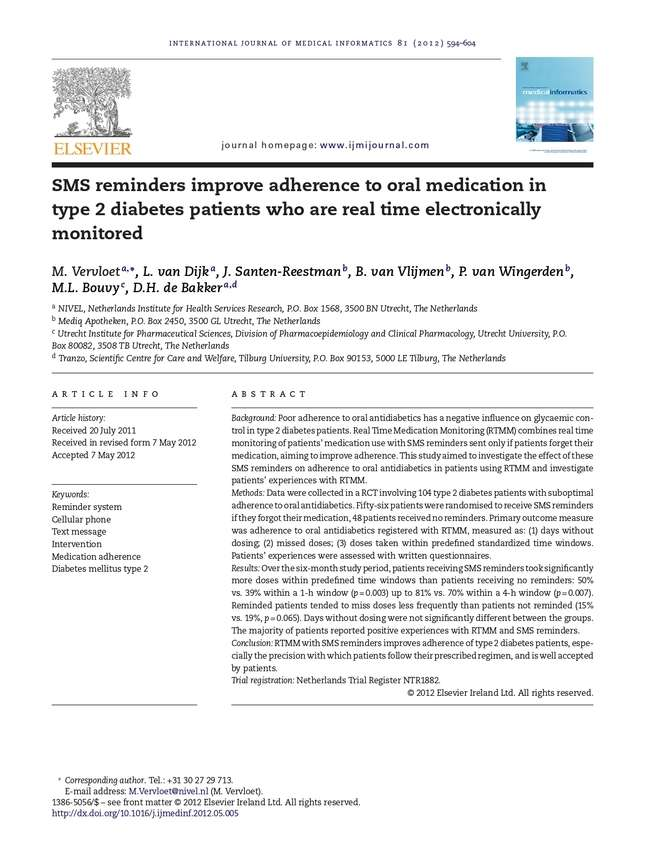 INTERNATIONAL JOURNAL OF MEDICAL INFORMATICS 81 (2012) 594–604
ELSEVIER
journal homepage: www.ijmijournal.com
medicalinformatics
SMS reminders improve adherence to oral medication in
type 2 diabetes patients who are real time electronically
monitored
M. Vervloet a,*, L. van Dijk a, J. Santen-Reestman b, B. van Vlijmen b, P. van Wingerden b,
M.L. Bouvy c, D.H. de Bakker a,d
a NIVEL, Netherlands Institute for Health Services Research, P.O. Box 1568, 3500 BN Utrecht, The Netherlands
b Mediq Apotheken, P.O. Box 2450, 3500 GL Utrecht, The Netherlands
c Utrecht Institute for Pharmaceutical Sciences, Division of Pharmacoepidemiology and Clinical Pharmacology, Utrecht University, P.O.
Box 80082, 3508 TB Utrecht, The Netherlands
d Tranzo, Scientific Centre for Care and Welfare, Tilburg University, P.O. Box 90153, 5000 LE Tilburg, The Netherlands
ARTICLE INFO
Article history:
Received 20 July 2011
Received in revised form 7 May 2012
Accepted 7 May 2012
Keywords:
Reminder system
Cellular phone
Text message
Intervention
Medication adherence
Diabetes mellitus type 2
ABSTRACT
Background: Poor adherence to oral antidiabetics has a negative influence on glycaemic con-
trol in type 2 diabetes patients. Real Time Medication Monitoring (RTMM) combines real time
monitoring of patients' medication use with SMS reminders sent only if patients forget their
medication, aiming to improve adherence. This study aimed to investigate the effect of these
SMS reminders on adherence to oral antidiabetics in patients using RTMM and investigate
patients' experiences with RTMM.
Methods: Data were collected in a RCT involving 104 type 2 diabetes patients with suboptimal
adherence to oral antidiabetics. Fifty-six patients were randomised to receive SMS reminders
if they forgot their medication, 48 patients received no reminders. Primary outcome measure
was adherence to oral antidiabetics registered with RTMM, measured as: (1) days without
dosing; (2) missed doses; (3) doses taken within predefined standardized time windows.
Patients' experiences were assessed with written questionnaires.
Results: Over the six-month study period, patients receiving SMS reminders took significantly
more doses within predefined time windows than patients receiving no reminders: 50%
vs. 39% within a 1-h window (p = 0.003) up to 81% vs. 70% within a 4-h window (p = 0.007).
Reminded patients tended to miss doses less frequently than patients not reminded (15%
vs. 19%, p = 0.065). Days without dosing were not significantly different between the groups.
The majority of patients reported positive experiences with RTMM and SMS reminders.
Conclusion: RTMM with SMS reminders improves adherence of type 2 diabetes patients, espe-
cially the precision with which patients follow their prescribed regimen, and is well accepted
by patients.
Trial registration: Netherlands Trial Register NTR1882.
© 2012 Elsevier Ireland Ltd. All rights reserved.
* Corresponding author. Tel.: +31 30 27 29 713.
E-mail address: M.Vervloet@nivel.nl (M. Vervloet).
1386-5056/$ – see front matter © 2012 Elsevier Ireland Ltd. All rights reserved.
http://dx.doi.org/10.1016/j.ijmedinf.2012.05.005